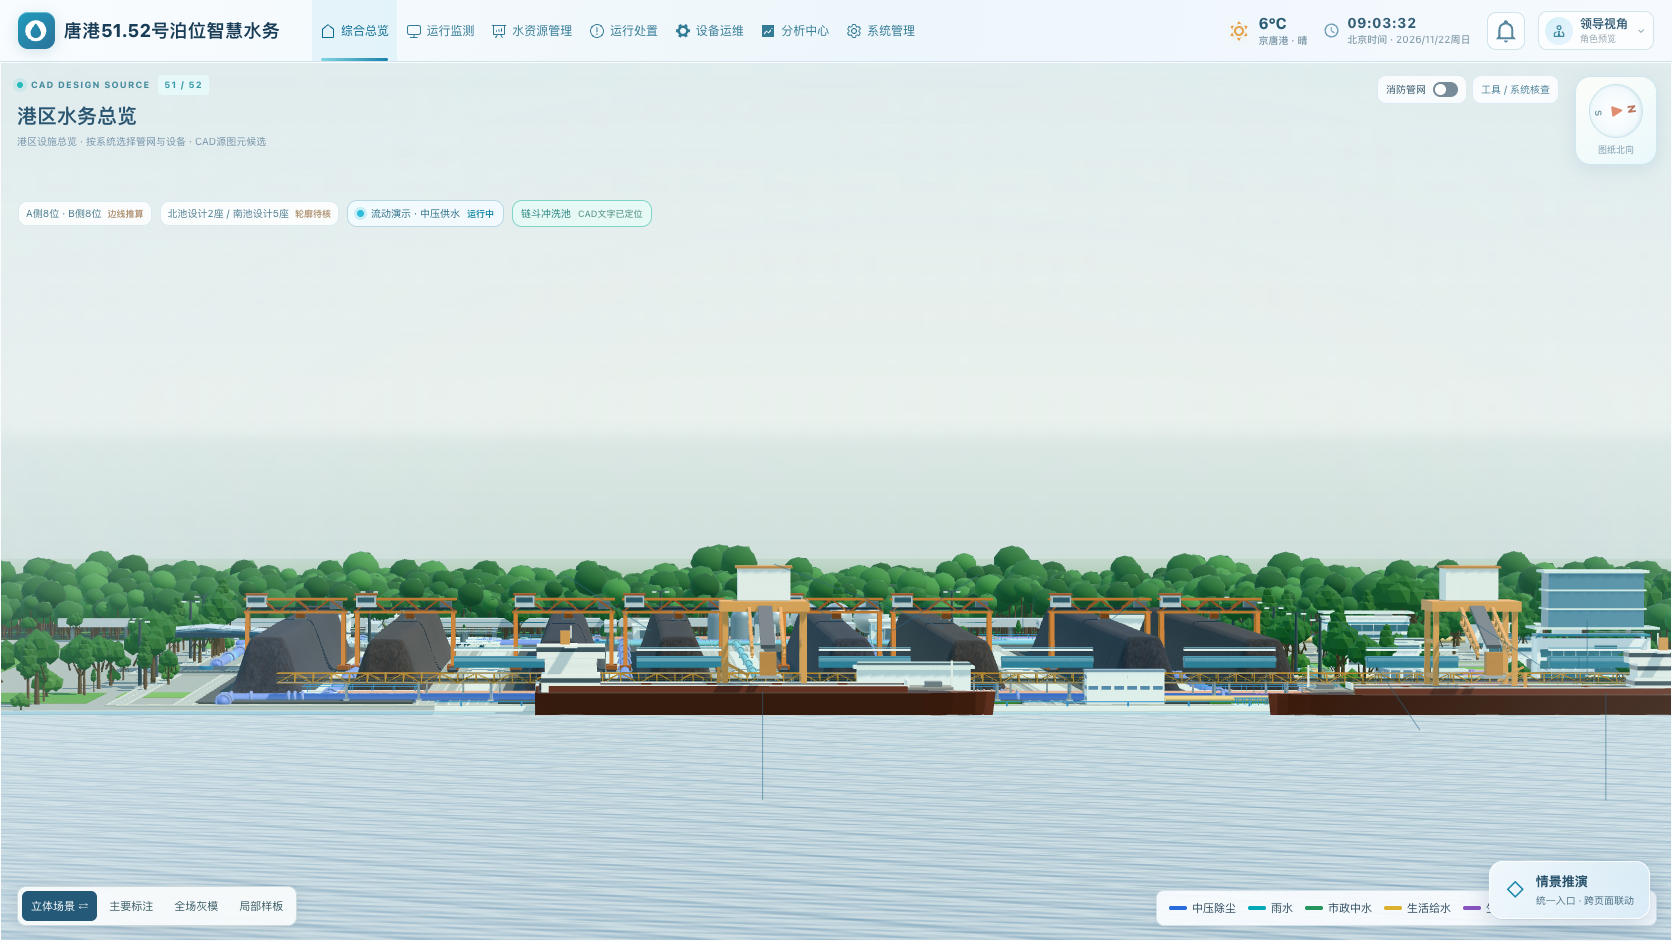 唐港51.52号泊位智慧水务
综合总览
运行监测
水资源管理
运行处置
设备运维
分析中心
系统管理
6°C
京唐港 · 晴
09:03:32
北京时间 · 2026/11/22周日
领导视角
角色预览
CAD DESIGN SOURCE 51 / 52
港区水务总览
港区设施总览 · 按系统选择管网与设备 · CAD源图元候选
消防管网
工具 / 系统核查
S N
图纸北向
A侧8位 · B侧8位 边线推算
北池设计2座 / 南池设计5座 轮廓待核
流动演示 · 中压供水 运行中
链斗冲洗池 CAD文字已定位
立体场景
主要标注
全场灰模
局部样板
中压除尘
雨水
市政中水
生活给水
情景推演
统一入口 · 跨页面联动